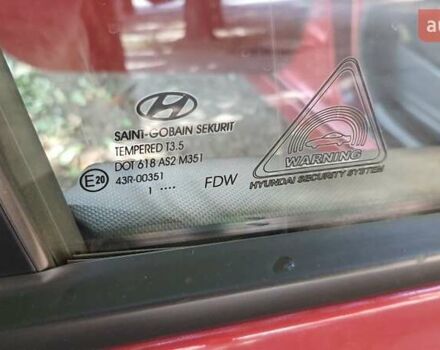 SAINT-GOBAIN SEKURIT
TEMPERED T3.5
DOT 618 AS2 M351
E20 43R-00351
1 ....
FDW
WARNING
HYUNDAI SECURITY SYSTEM